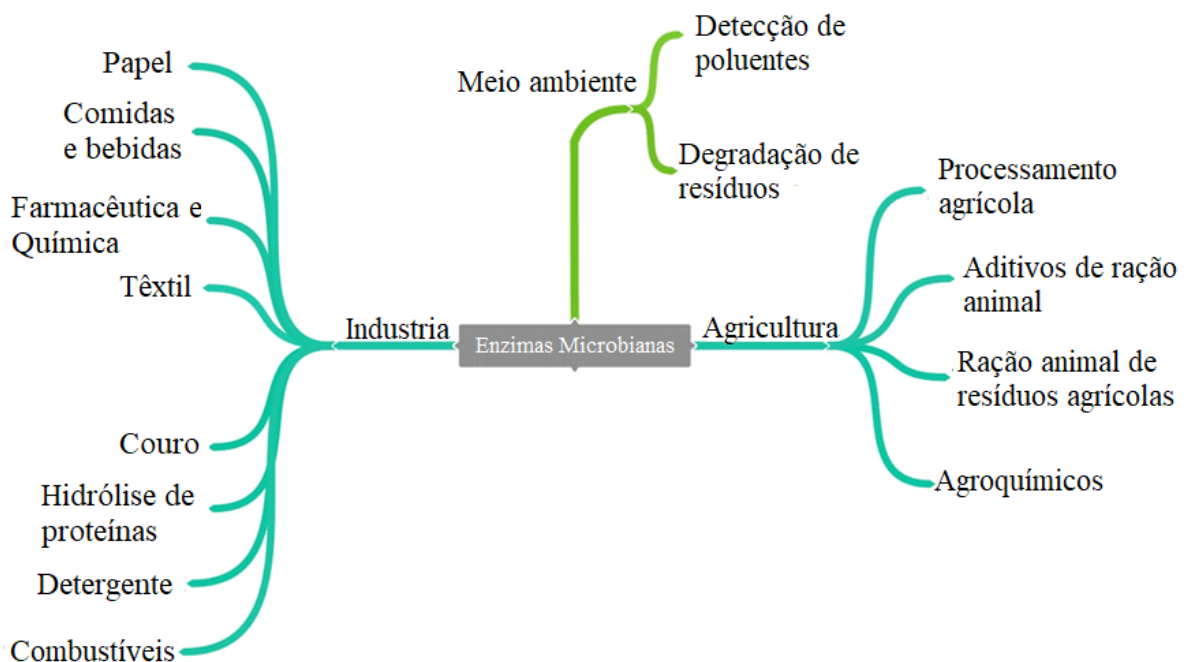 Detecção de
poluentes
Meio ambiente
Degradação de
resíduos
Papel
Comidas
e bebidas
Farmacêutica e
Química
Têxtil
Industria
Enzimas Microbianas
Agricultura
Processamento
agrícola
Aditivos de ração
animal
Ração animal de
resíduos agrícolas
Agroquímicos
Couro
Hidrólise de
proteínas
Detergente
Combustíveis